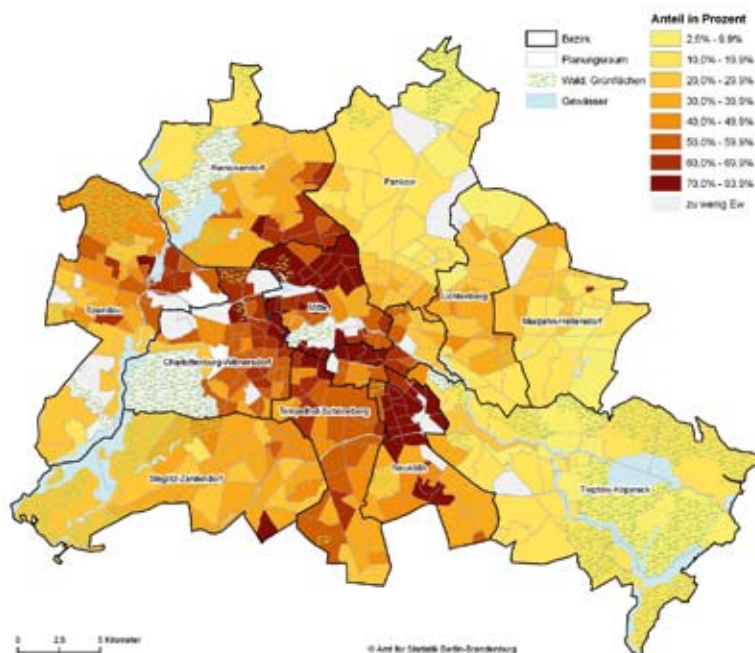 Anteil in Prozent
Bezirk
Planungsraum
Wald, Grünflächen
Gewässer
2,6% - 9,9%
10,0% - 19,9%
20,0% - 29,9%
30,0% - 39,9%
40,0% - 49,9%
50,0% - 59,9%
60,0% - 69,9%
70,0% - 83,8%
zu wenig Ew
Reinickendorf
Pankow
Lichtenberg
Spandau
Mitte
Marzahn-Hellersdorf
Charlottenburg-Wilmersdorf
Tempelhof-Schöneberg
Neukölln
Steglitz-Zehlendorf
Treptow-Köpenick
0 2,5 5 Kilometer
© Amt für Statistik Berlin-Brandenburg